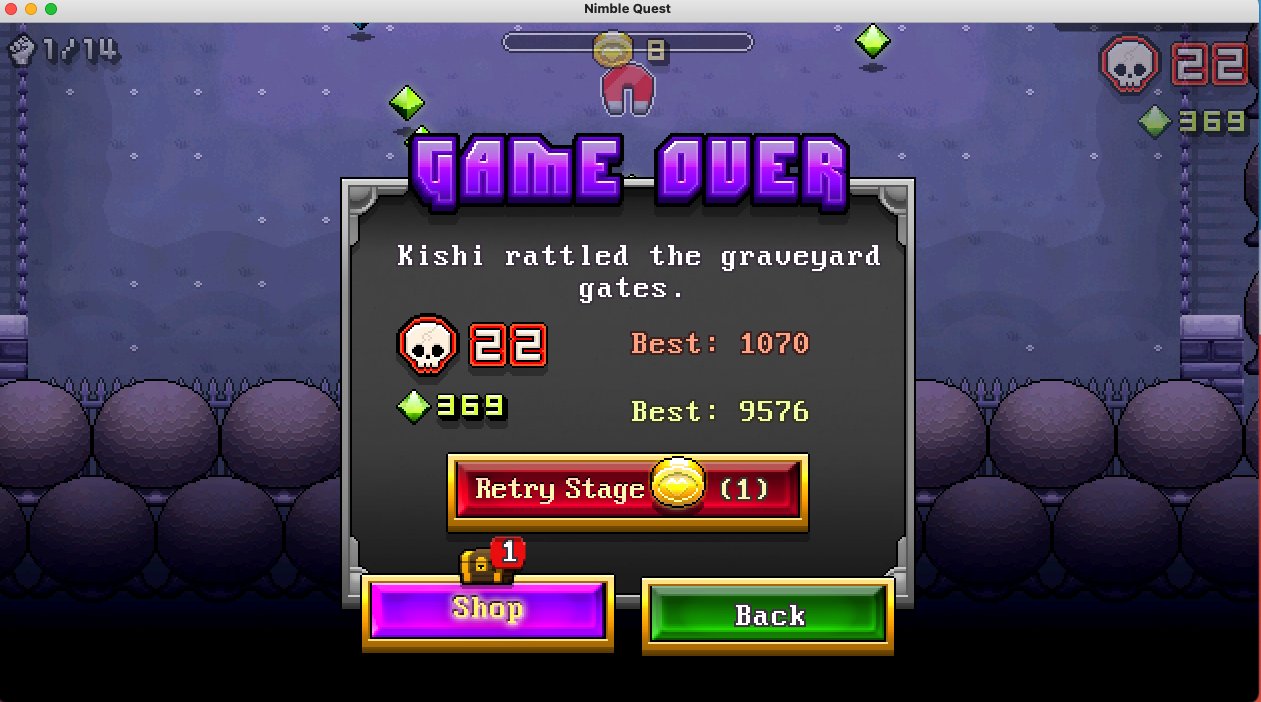 Nimble Quest
1/14
8
22
369
GAME OVER
Kishi rattled the graveyard
gates.
22 Best: 1070
369 Best: 9576
Retry Stage (1)
1
Shop
Back